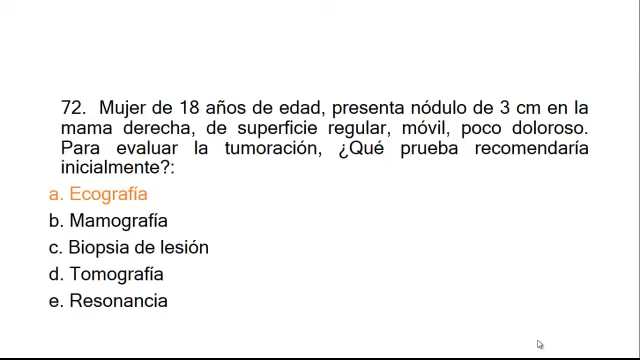 72. Mujer de 18 años de edad, presenta nódulo de 3 cm en la
mama derecha, de superficie regular, móvil, poco doloroso.
Para evaluar la tumoración, ¿Qué prueba recomendaría
inicialmente?:
a. Ecografía
b. Mamografía
c. Biopsia de lesión
d. Tomografía
e. Resonancia